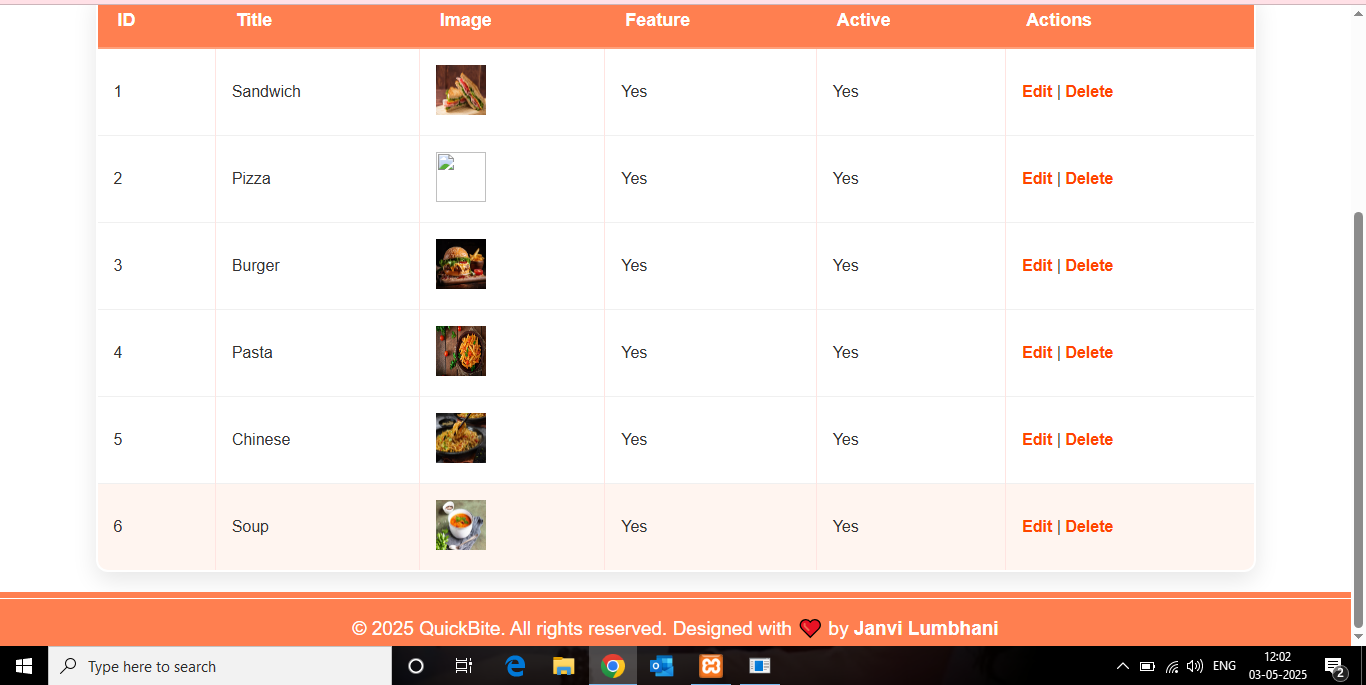 ID Title Image Feature Active Actions
1 Sandwich Yes Yes Edit | Delete
2 Pizza Yes Yes Edit | Delete
3 Burger Yes Yes Edit | Delete
4 Pasta Yes Yes Edit | Delete
5 Chinese Yes Yes Edit | Delete
6 Soup Yes Yes Edit | Delete
© 2025 QuickBite. All rights reserved. Designed with ❤️ by Janvi Lumbhani
Type here to search
ENG
12:02
03-05-2025
2